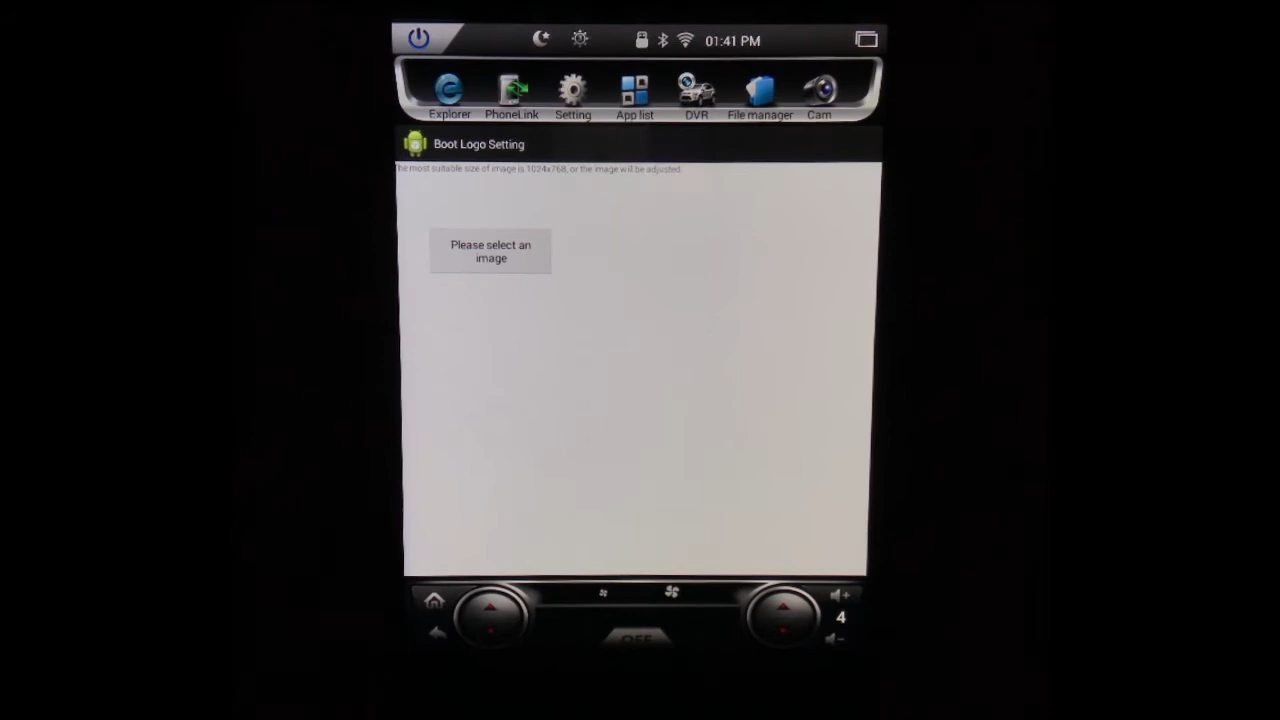 01:41 PM
Explorer PhoneLink Setting App list DVR File manager Cam
Boot Logo Setting
The most suitable size of image is 1024x768, or the image will be adjusted.
Please select an
image
4
OFF